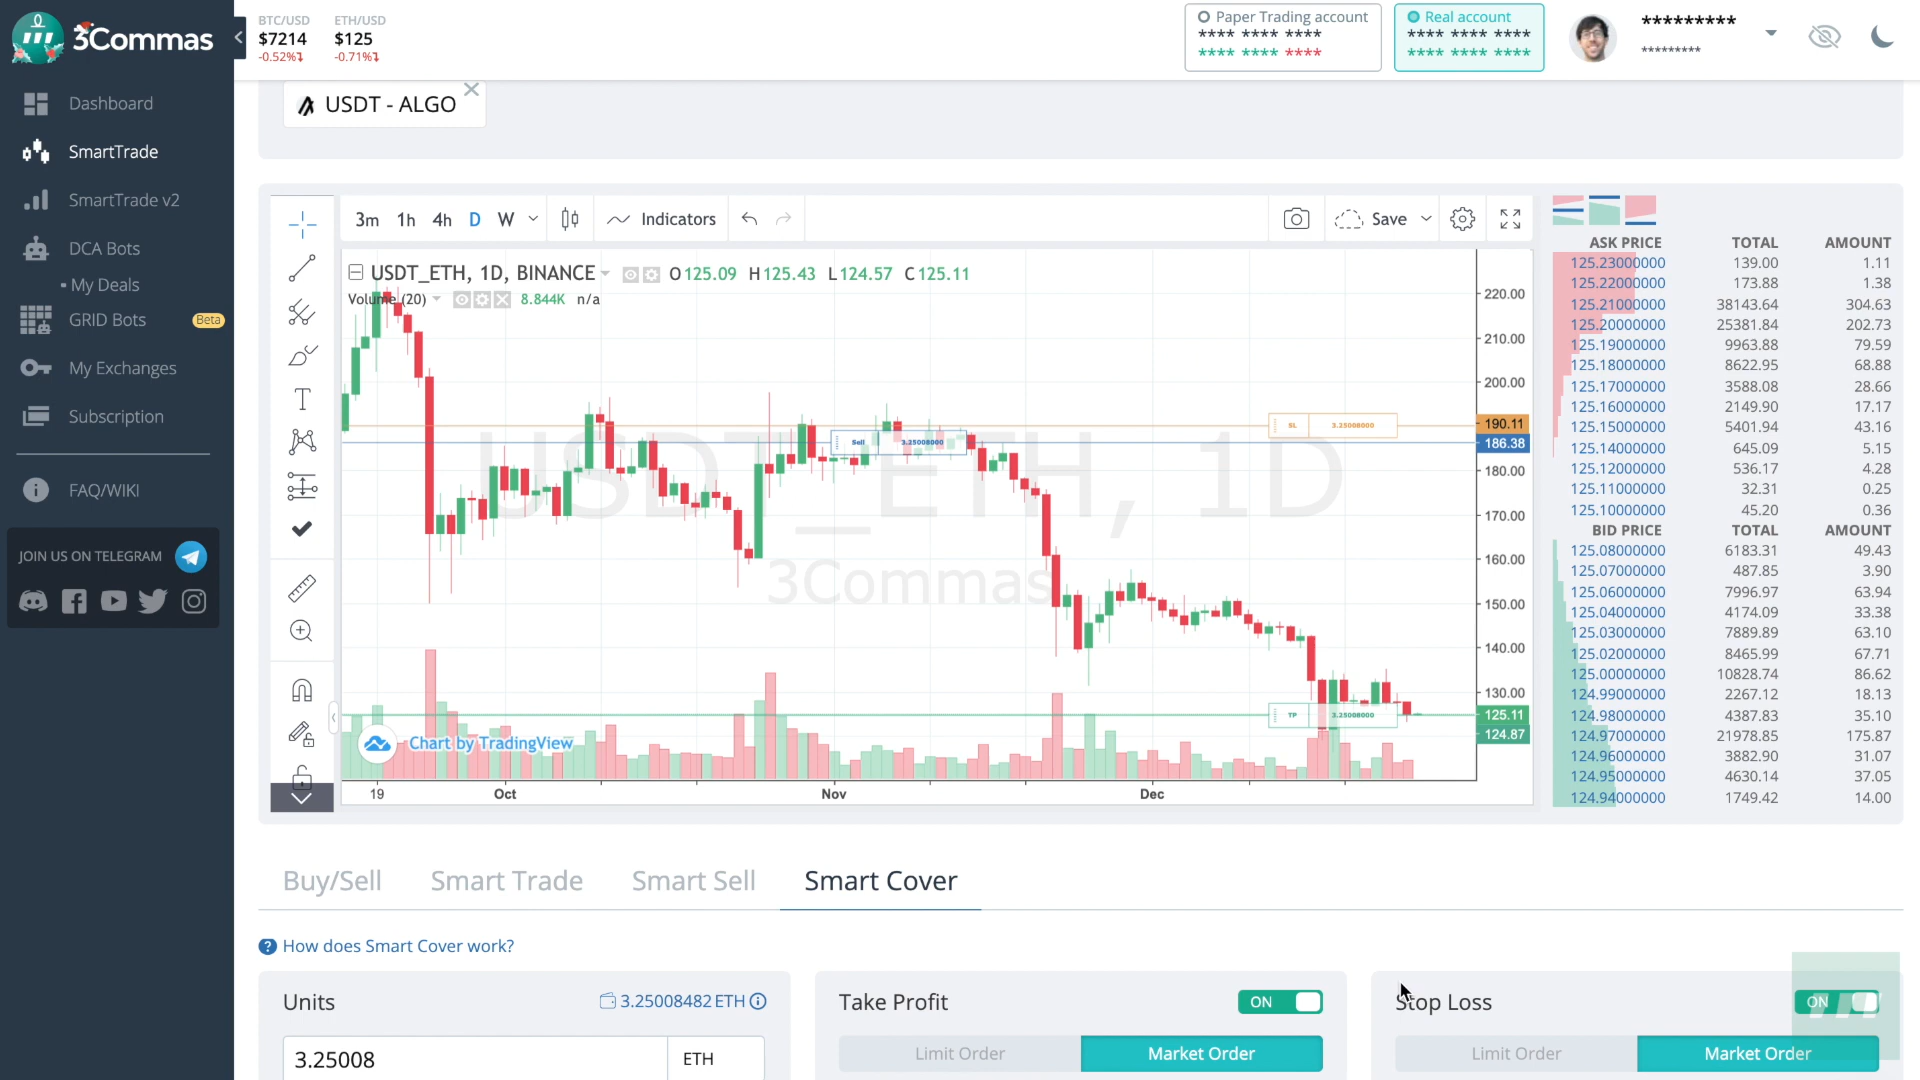 3Commas
BTC/USD
$7214
-0.52%
ETH/USD
$125
-0.71%
Paper Trading account
**** **** ****
**** **** ****
Real account
**** **** ****
**** **** ****
*********
*********
Dashboard
SmartTrade
SmartTrade v2
DCA Bots
My Deals
GRID Bots
Beta
My Exchanges
Subscription
FAQ/WIKI
JOIN US ON TELEGRAM
USDT - ALGO
3m 1h 4h D W Indicators Save
USDT_ETH, 1D, BINANCE O125.09 H125.43 L124.57 C125.11
Volume (20) 8.844K n/a
USDT_ETH, 1D
3Commas
SL 3.25008000
Sell 3.25008000
TP 3.25008000
Chart by TradingView
220.00
210.00
200.00
190.11
186.38
180.00
170.00
160.00
150.00
140.00
130.00
125.11
124.87
19 Oct Nov Dec
ASK PRICE TOTAL AMOUNT
125.23000000 139.00 1.11
125.22000000 173.88 1.38
125.21000000 38143.64 304.63
125.20000000 25381.84 202.73
125.19000000 9963.88 79.59
125.18000000 8622.95 68.88
125.17000000 3588.08 28.66
125.16000000 2149.90 17.17
125.15000000 5401.94 43.16
125.14000000 645.09 5.15
125.12000000 536.17 4.28
125.11000000 32.31 0.25
125.10000000 45.20 0.36
BID PRICE TOTAL AMOUNT
125.08000000 6183.31 49.43
125.07000000 487.85 3.90
125.06000000 7996.97 63.94
125.04000000 4174.09 33.38
125.03000000 7889.89 63.10
125.02000000 8465.99 67.71
125.00000000 10828.74 86.62
124.99000000 2267.12 18.13
124.98000000 4387.83 35.10
124.97000000 21978.85 175.87
124.96000000 3882.90 31.07
124.95000000 4630.14 37.05
124.94000000 1749.42 14.00
Buy/Sell Smart Trade Smart Sell Smart Cover
How does Smart Cover work?
Units 3.25008482 ETH
3.25008 ETH
Take Profit ON
Limit Order Market Order
Stop Loss ON
Limit Order Market Order